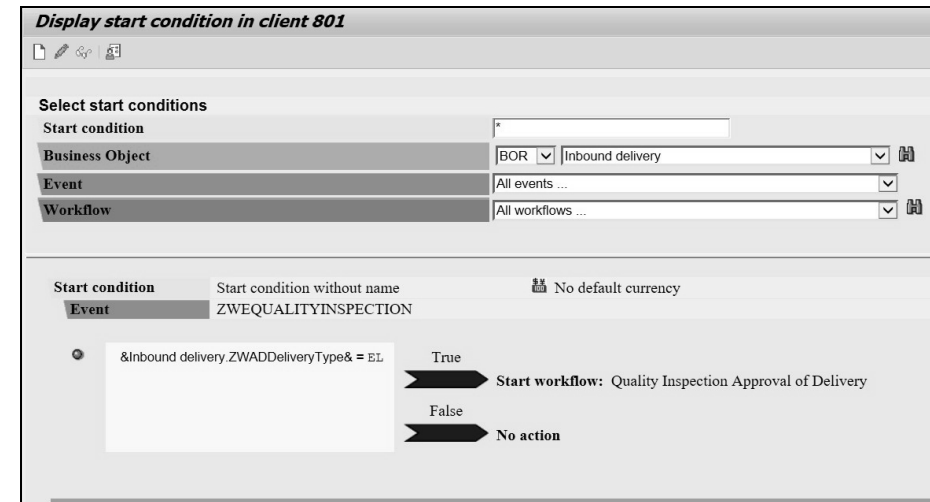 Display start condition in client 801
Select start conditions
Start condition *
Business Object BOR Inbound delivery
Event All events ...
Workflow All workflows ...
Start condition Start condition without name No default currency
Event ZWEQUALITYINSPECTION
&Inbound delivery.ZWADDeliveryType& = EL True
Start workflow: Quality Inspection Approval of Delivery
False
No action